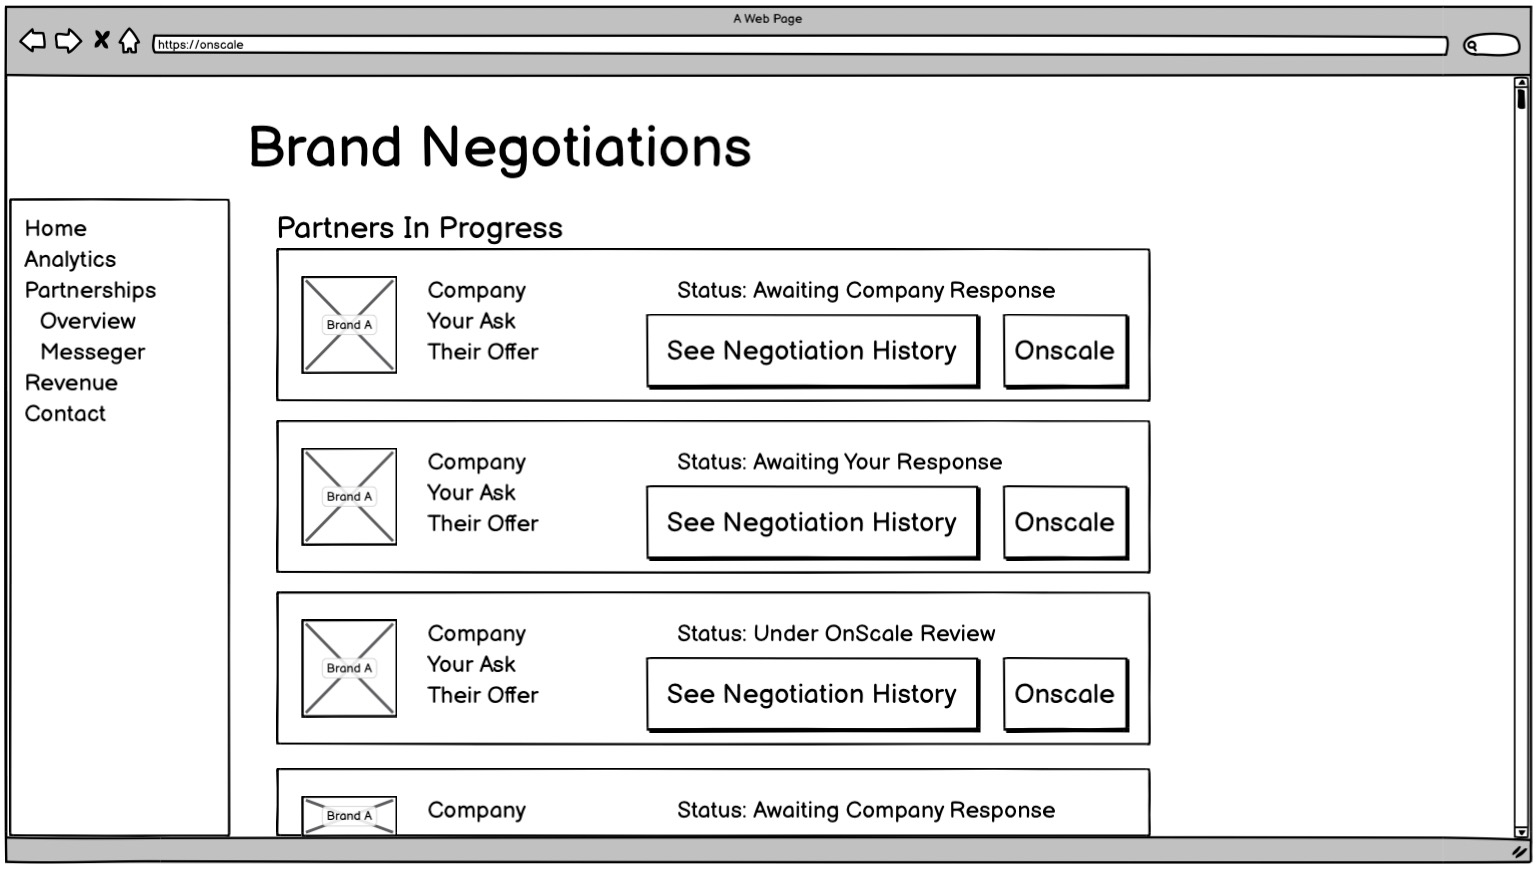 A Web Page
https://onscale
Brand Negotiations
Home
Analytics
Partnerships
Overview
Messeger
Revenue
Contact
Partners In Progress
Brand A
Company
Your Ask
Their Offer
Status: Awaiting Company Response
See Negotiation History
Onscale
Brand A
Company
Your Ask
Their Offer
Status: Awaiting Your Response
See Negotiation History
Onscale
Brand A
Company
Your Ask
Their Offer
Status: Under OnScale Review
See Negotiation History
Onscale
Brand A
Company
Status: Awaiting Company Response